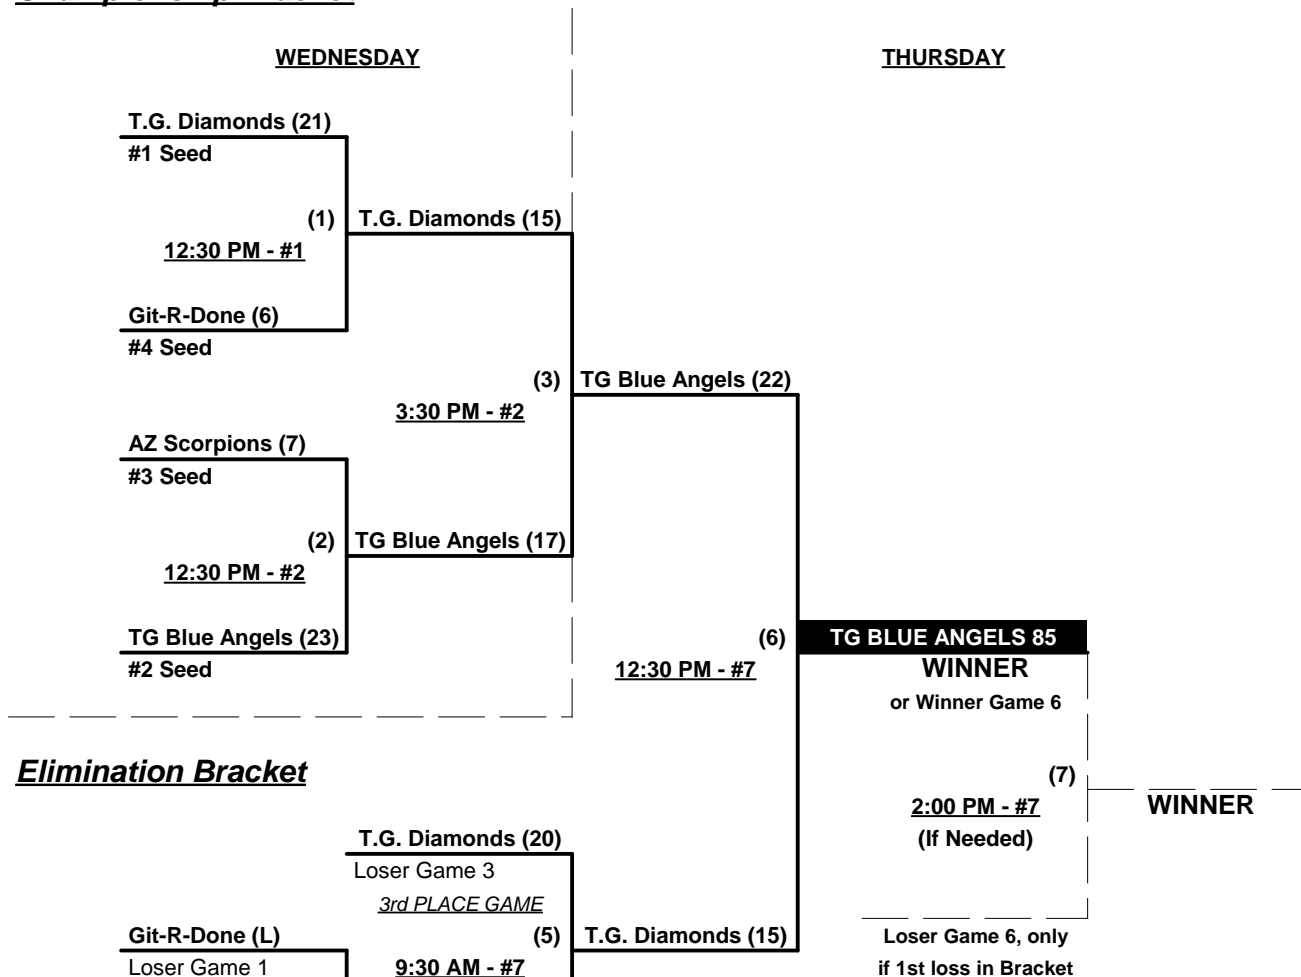 WEDNESDAY THURSDAY
T.G. Diamonds (21)
#1 Seed
(1) T.G. Diamonds (15)
12:30 PM - #1
Git-R-Done (6)
#4 Seed
(3) TG Blue Angels (22)
3:30 PM - #2
AZ Scorpions (7)
#3 Seed
(2) TG Blue Angels (17)
12:30 PM - #2
TG Blue Angels (23) (6) TG BLUE ANGELS 85
#2 Seed 12:30 PM - #7 WINNER
or Winner Game 6
Elimination Bracket (7)
2:00 PM - #7 WINNER
T.G. Diamonds (20) (If Needed)
Loser Game 3
3rd PLACE GAME
Git-R-Done (L) (5) T.G. Diamonds (15) Loser Game 6, only
Loser Game 1 9:30 AM - #7 if 1st loss in Bracket